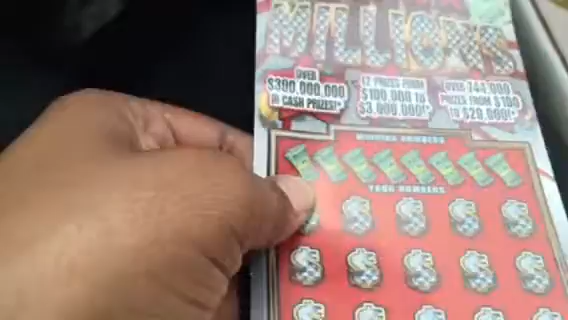 MILLIONS
OVER
$300,000,000
IN CASH PRIZES!*
12 PRIZES FROM
$100,000 TO
$3,000,000!*
OVER 744,000
PRIZES FROM $100
TO $20,000!*
WINNING NUMBERS
YOUR NUMBERS